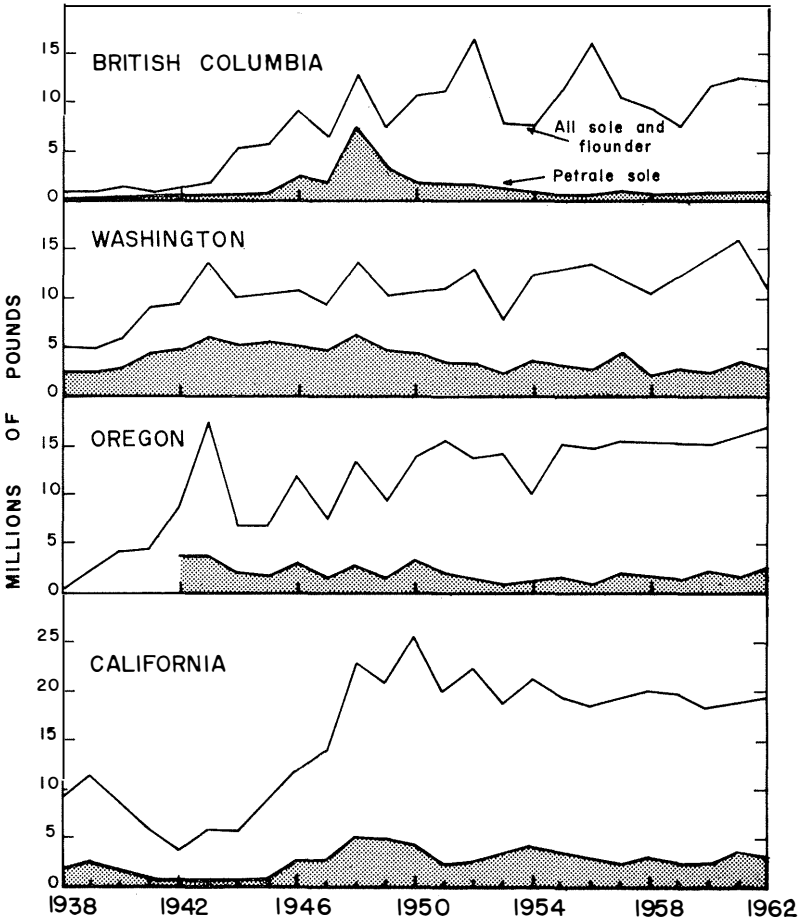 15
BRITISH COLUMBIA
10
All sole and
flounder
5
Petrale sole
0
WASHINGTON
15
10
5
0
OREGON
15
10
5
0
CALIFORNIA
25
20
15
10
5
0
MILLIONS OF POUNDS
1938 1942 1946 1950 1954 1958 1962